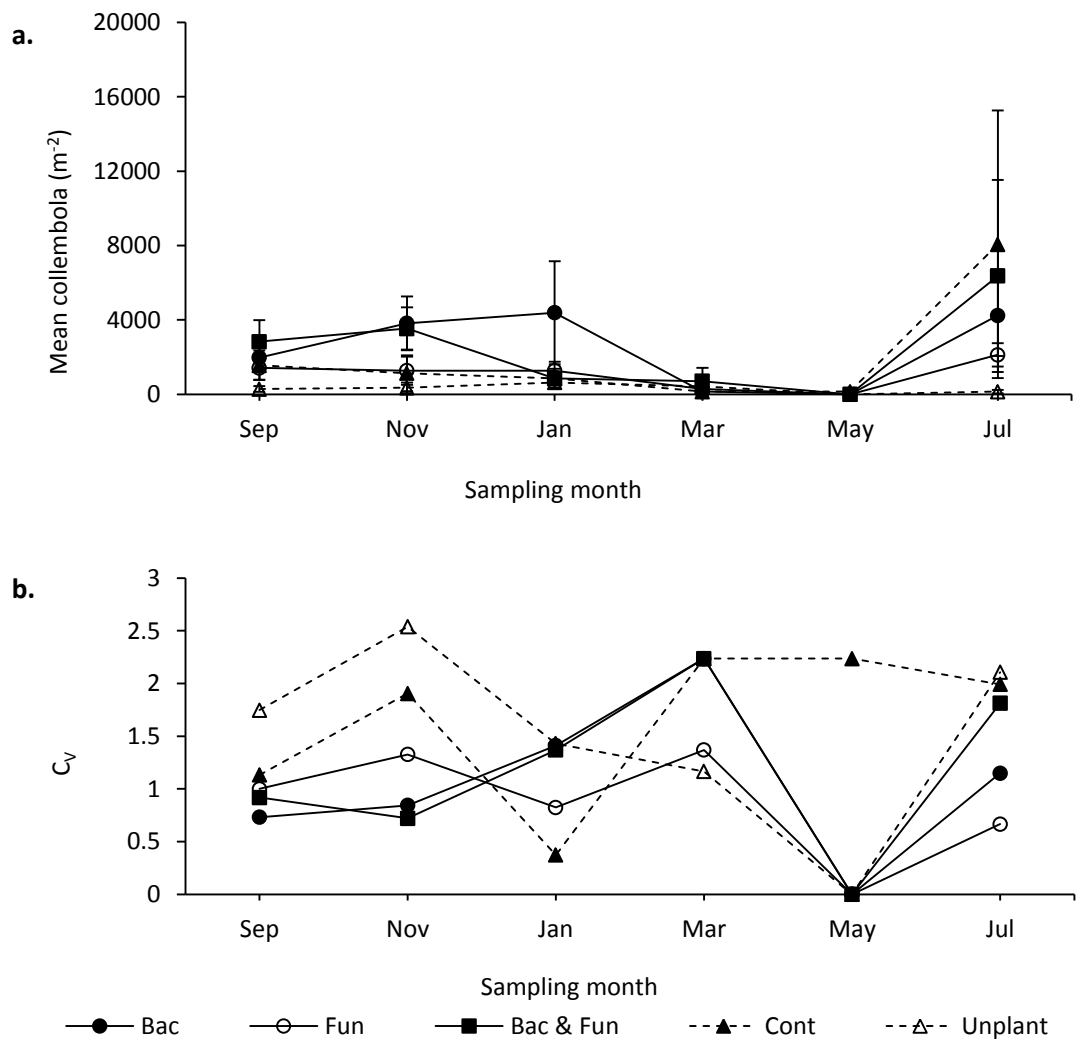 a.
Mean collembola (m⁻²)
20000
16000
12000
8000
4000
0
Sep Nov Jan Mar May Jul
Sampling month
b.
C_V
3
2.5
2
1.5
1
0.5
0
Sep Nov Jan Mar May Jul
Sampling month
Bac Fun Bac & Fun Cont Unplant